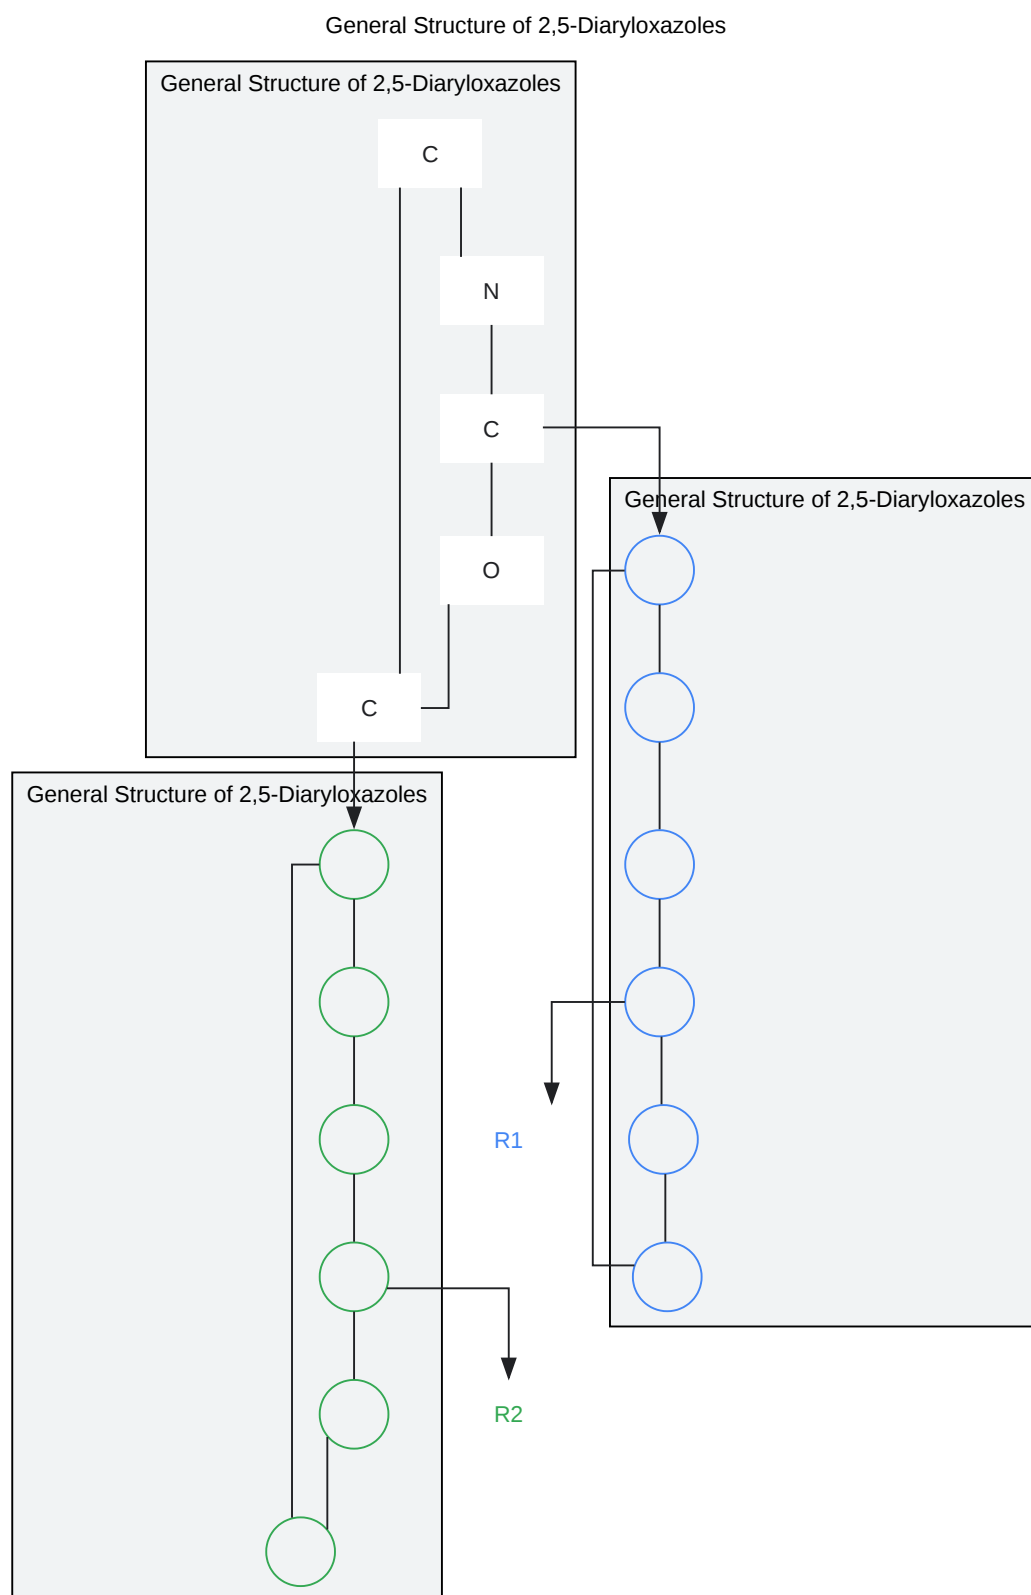 General Structure of 2,5-Diaryloxazoles
General Structure of 2,5-Diaryloxazoles
C
N
C
General Structure of 2,5-Diaryloxazoles
O
C
General Structure of 2,5-Diaryloxazoles
R1
R2